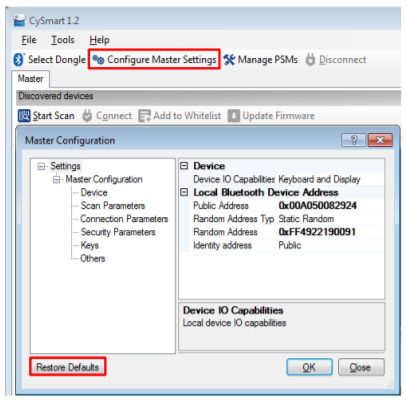 CySmart 1.2
File Tools Help
Select Dongle Configure Master Settings Manage PSMs Disconnect
Master
Discovered devices
Start Scan Connect Add to Whitelist Update Firmware
Master Configuration
Settings
Master Configuration
Device
Scan Parameters
Connection Parameters
Security Parameters
Keys
Others
Device
Device IO Capabilities Keyboard and Display
Local Bluetooth Device Address
Public Address 0x00A050082924
Random Address Typ Static Random
Random Address 0xFF4922190091
Identity address Public
Device IO Capabilities
Local device IO capabilities
Restore Defaults OK Close